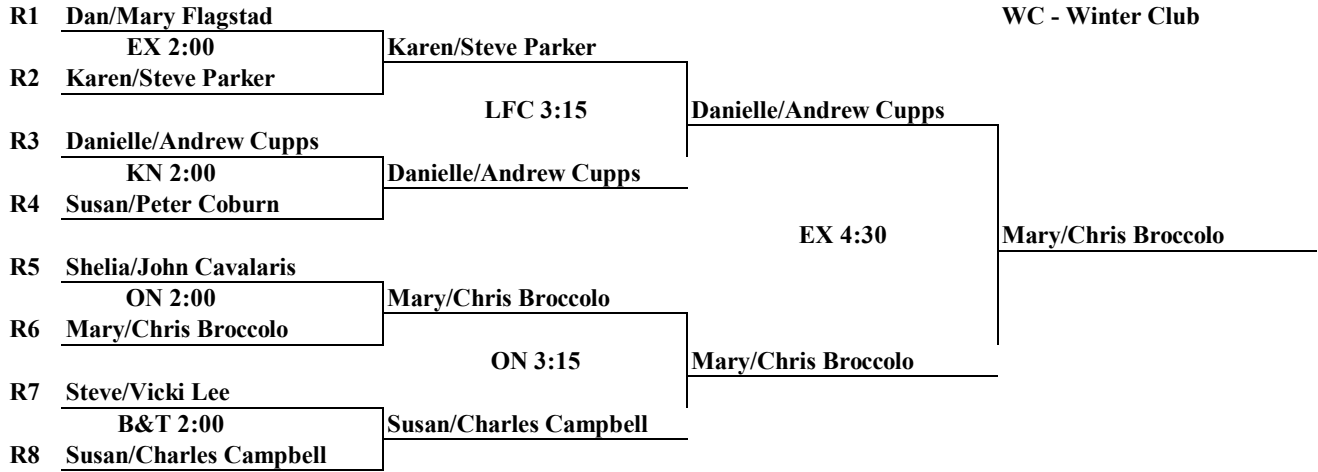 R1 Dan/Mary Flagstad WC - Winter Club
EX 2:00 Karen/Steve Parker
R2 Karen/Steve Parker
LFC 3:15 Danielle/Andrew Cupps
R3 Danielle/Andrew Cupps
KN 2:00 Danielle/Andrew Cupps
R4 Susan/Peter Coburn
EX 4:30 Mary/Chris Broccolo
R5 Shelia/John Cavalaris
ON 2:00 Mary/Chris Broccolo
R6 Mary/Chris Broccolo
ON 3:15 Mary/Chris Broccolo
R7 Steve/Vicki Lee
B&T 2:00 Susan/Charles Campbell
R8 Susan/Charles Campbell